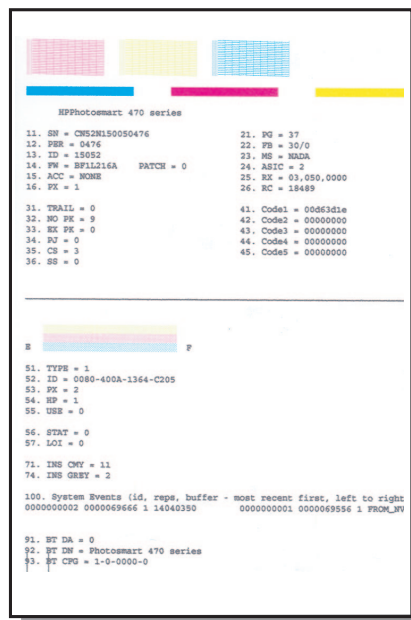 HPPhotosmart 470 series
11. SN = CN52N150050476
12. PER = 0476
13. ID = 15052
14. FW = BF1L216A PATCH = 0
15. ACC = NONE
16. PX = 1
21. PG = 37
22. FB = 30/0
23. MS = NADA
24. ASIC = 2
25. RX = 03,050,0000
26. RC = 18489
31. TRAIL = 0
32. NO PK = 9
33. EX PK = 0
34. PJ = 0
35. CS = 3
36. SS = 0
41. Code1 = 00d63d1e
42. Code2 = 00000000
43. Code3 = 00000000
44. Code4 = 00000000
45. Code5 = 00000000
E F
51. TYPE = 1
52. ID = 0080-400A-1364-C205
53. PX = 2
54. HP = 1
55. USE = 0
56. STAT = 0
57. LOI = 0
71. INS CMY = 11
74. INS GREY = 2
100. System Events (id, reps, buffer - most recent first, left to right
0000000002 0000069666 1 14040350 0000000001 0000069556 1 FROM_NV
91. BT DA = 0
92. BT DN = Photosmart 470 series
93. BT CPG = 1-0-0000-0